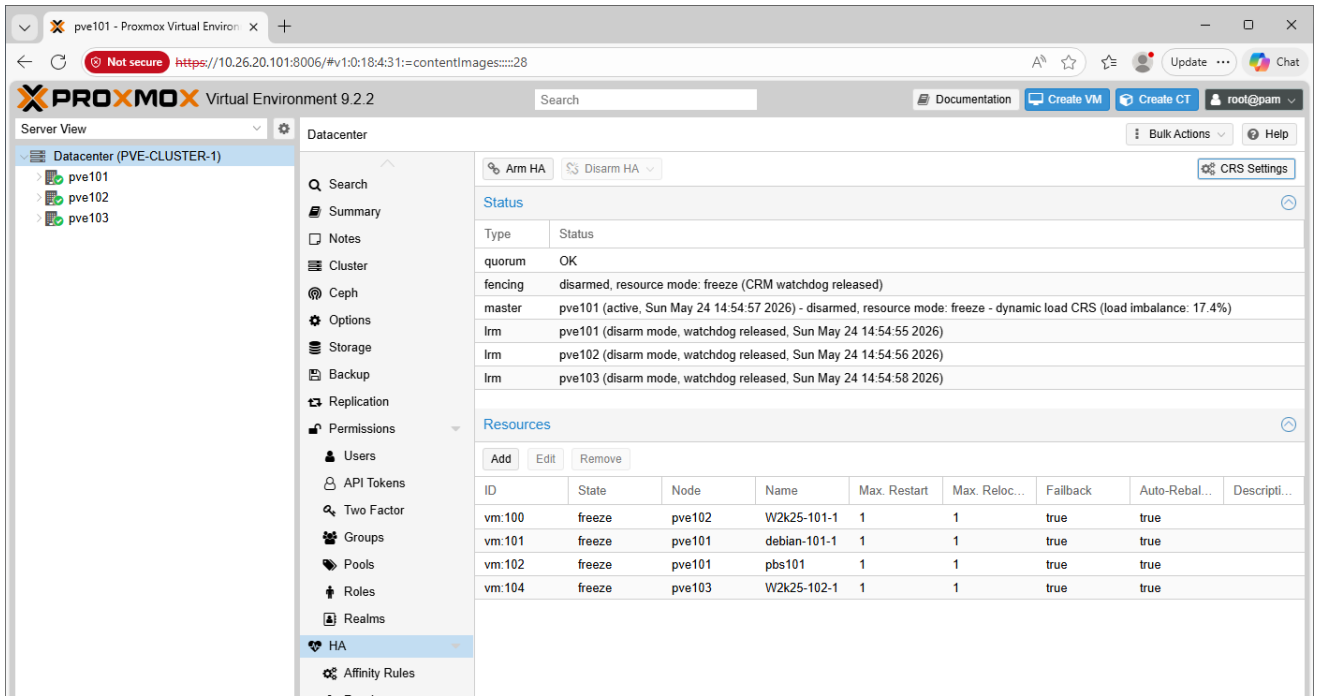 pve101 - Proxmox Virtual Environ
Not secure https://10.26.20.101:8006/#v1:0:18:4:31:=contentImages:::::28
Update
Chat
PROXMOX Virtual Environment 9.2.2
Search
Documentation
Create VM
Create CT
root@pam
Server View
Datacenter
Bulk Actions
Help
Datacenter (PVE-CLUSTER-1)
pve101
pve102
pve103
Search
Summary
Notes
Cluster
Ceph
Options
Storage
Backup
Replication
Permissions
Users
API Tokens
Two Factor
Groups
Pools
Roles
Realms
HA
Affinity Rules
Arm HA
Disarm HA
CRS Settings
Status
Type Status
quorum OK
fencing disarmed, resource mode: freeze (CRM watchdog released)
master pve101 (active, Sun May 24 14:54:57 2026) - disarmed, resource mode: freeze - dynamic load CRS (load imbalance: 17.4%)
lrm pve101 (disarm mode, watchdog released, Sun May 24 14:54:55 2026)
lrm pve102 (disarm mode, watchdog released, Sun May 24 14:54:56 2026)
lrm pve103 (disarm mode, watchdog released, Sun May 24 14:54:58 2026)
Resources
Add Edit Remove
ID State Node Name Max. Restart Max. Reloc... Failback Auto-Rebal... Descripti...
vm:100 freeze pve102 W2k25-101-1 1 1 true true
vm:101 freeze pve101 debian-101-1 1 1 true true
vm:102 freeze pve101 pbs101 1 1 true true
vm:104 freeze pve103 W2k25-102-1 1 1 true true